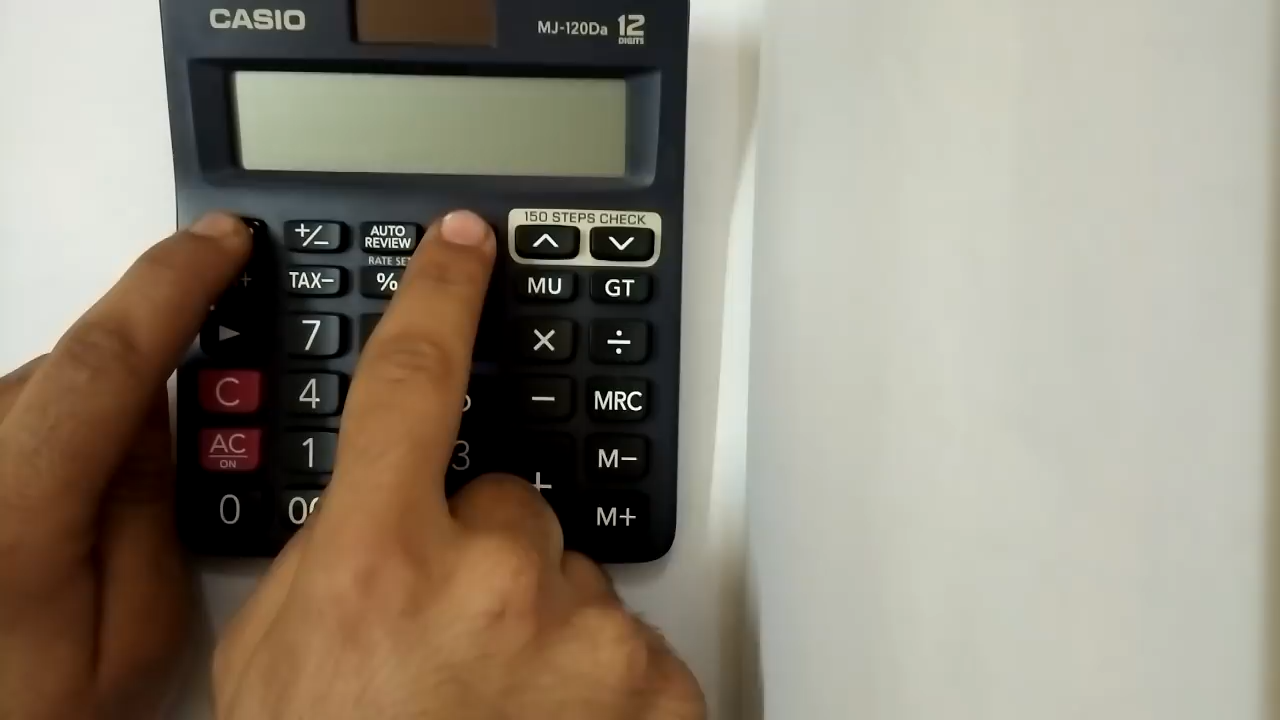 CASIO
MJ-120Da 12
DIGITS
150 STEPS CHECK
+/− AUTO REVIEW
RATE SET
+ TAX− % MU GT
7 × ÷
C 4 − MRC
AC 1 3 M−
ON
+
0 M+